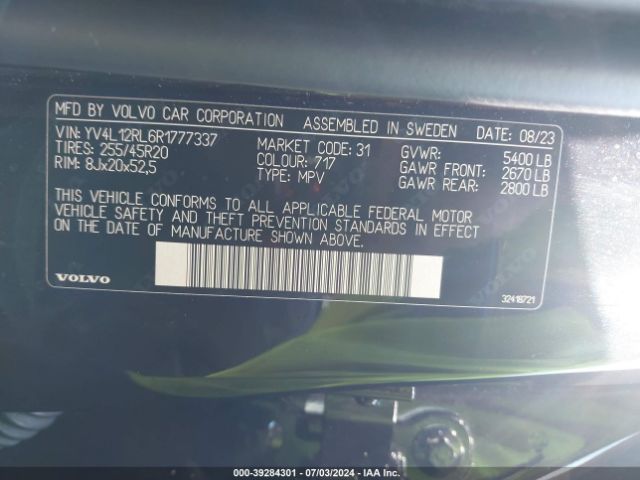 MFD BY VOLVO CAR CORPORATION ASSEMBLED IN SWEDEN DATE: 08/23
VIN: YV4L12RL6R1777337 MARKET CODE: 31 GVWR: 5400 LB
TIRES: 255/45R20 COLOUR: 717 GAWR FRONT: 2670 LB
RIM: 8Jx20x52,5 TYPE: MPV GAWR REAR: 2800 LB
THIS VEHICLE CONFORMS TO ALL APPLICABLE FEDERAL MOTOR
VEHICLE SAFETY AND THEFT PREVENTION STANDARDS IN EFFECT
ON THE DATE OF MANUFACTURE SHOWN ABOVE.
VOLVO
32418721
000-39284301 - 07/03/2024 - IAA Inc.